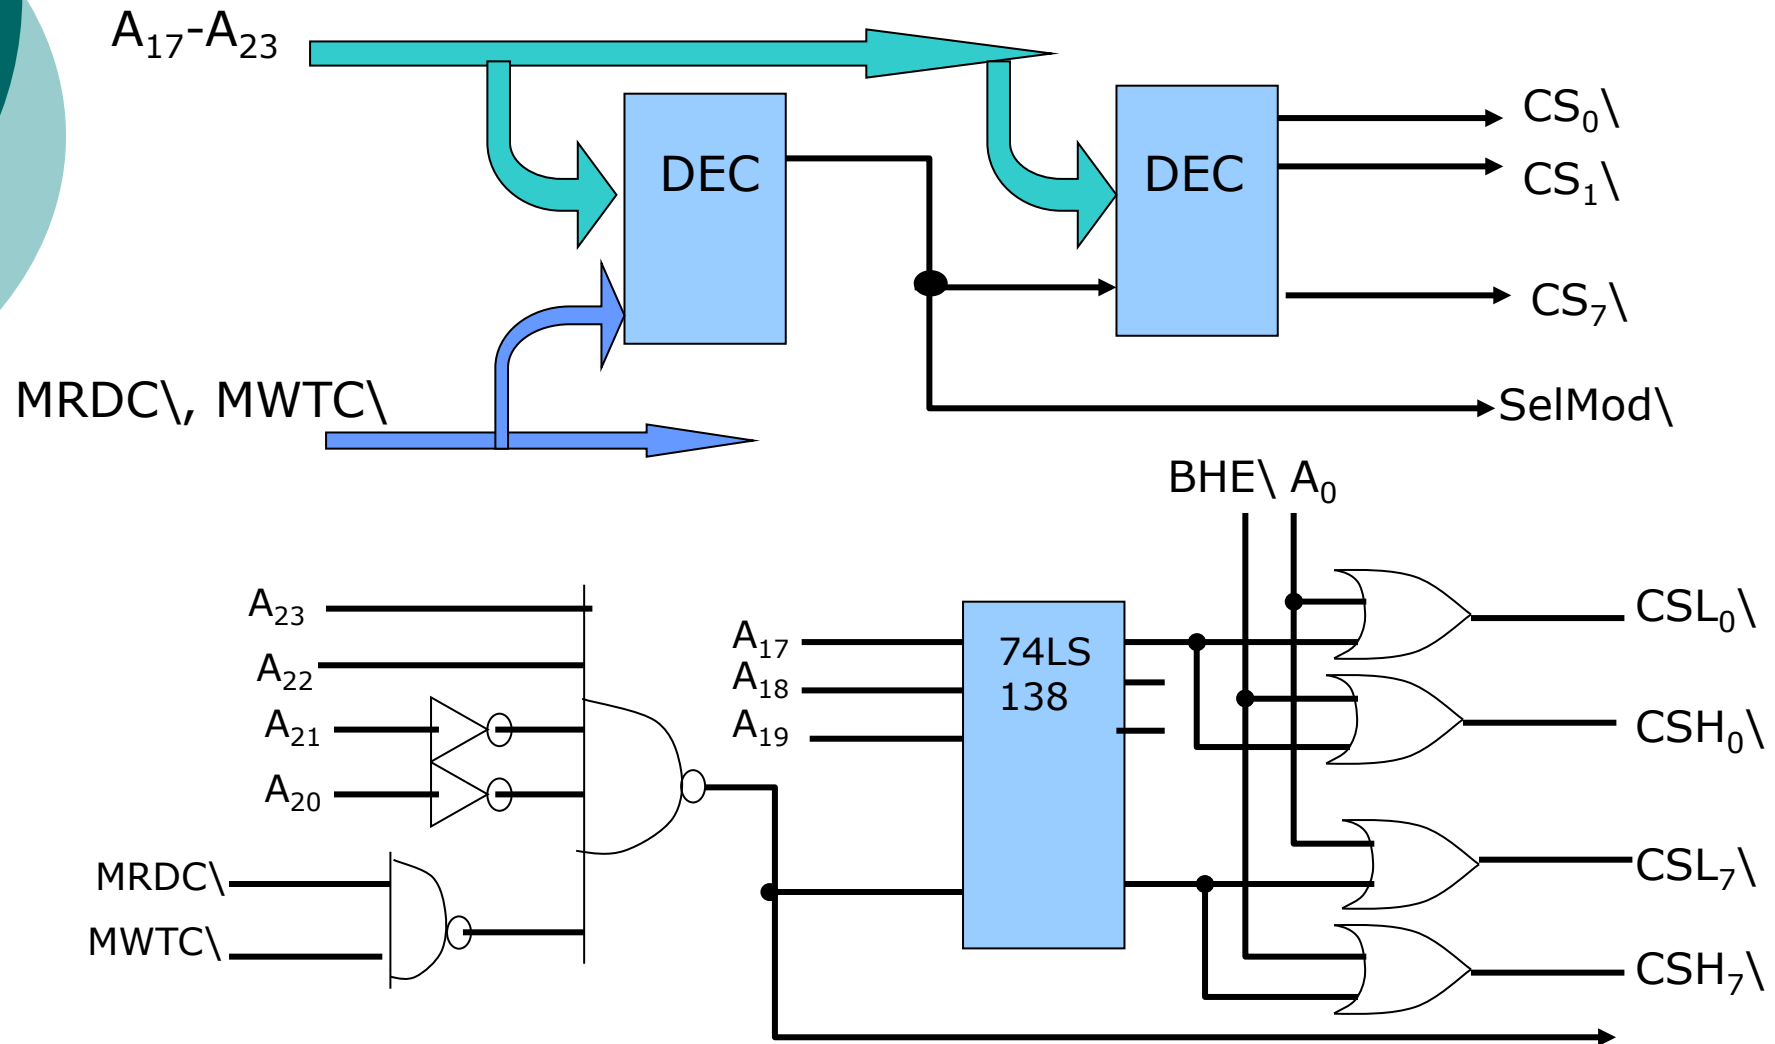 A₁₇-A₂₃
DEC
DEC
CS₀\
CS₁\
CS₇\
MRDC\, MWTC\
SelMod\
BHE\ A₀
A₂₃
A₂₂
A₂₁
A₂₀
MRDC\
MWTC\
A₁₇
A₁₈
A₁₉
74LS
138
CSL₀\
CSH₀\
CSL₇\
CSH₇\